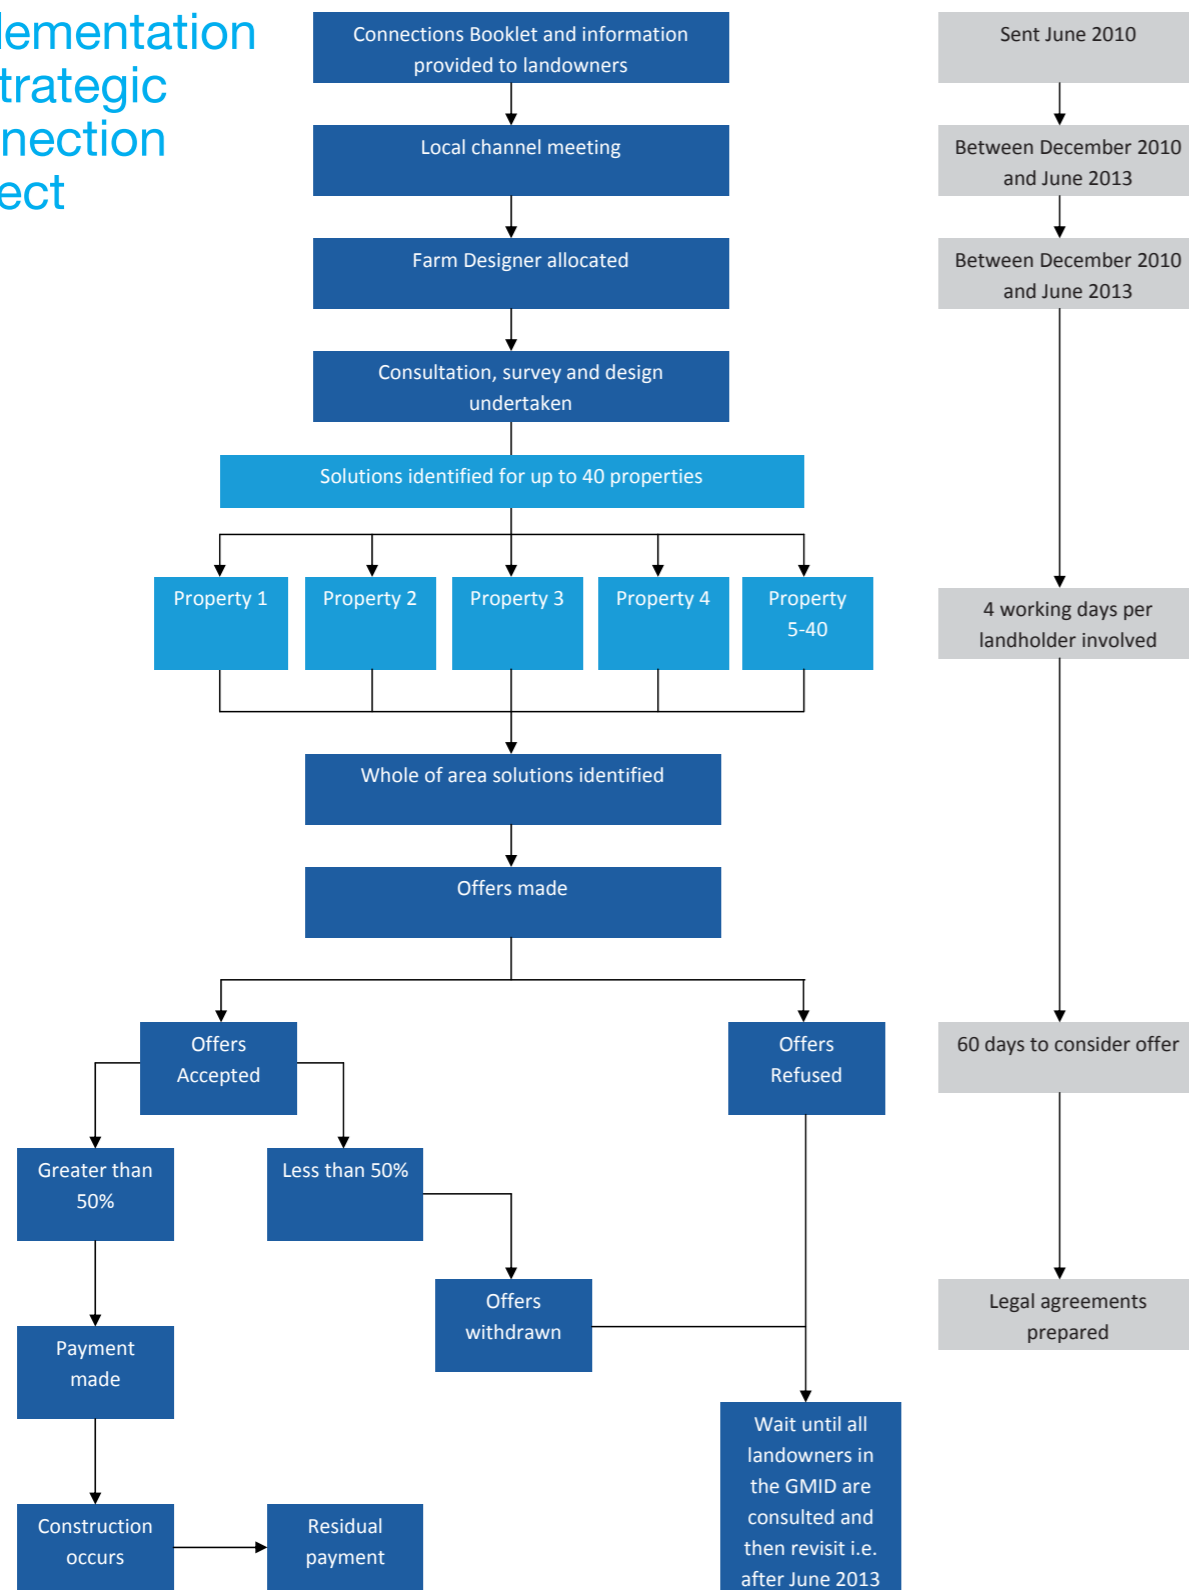 lementation
trategic
nection
ect
Connections Booklet and information
provided to landowners
Sent June 2010
Local channel meeting
Between December 2010
and June 2013
Farm Designer allocated
Between December 2010
and June 2013
Consultation, survey and design
undertaken
Solutions identified for up to 40 properties
Property 1
Property 2
Property 3
Property 4
Property
5-40
4 working days per
landholder involved
Whole of area solutions identified
Offers made
Offers
Accepted
Offers
Refused
60 days to consider offer
Greater than
50%
Less than 50%
Offers
withdrawn
Legal agreements
prepared
Payment
made
Wait until all
landowners in
the GMID are
consulted and
then revisit i.e.
after June 2013
Construction
occurs
Residual
payment